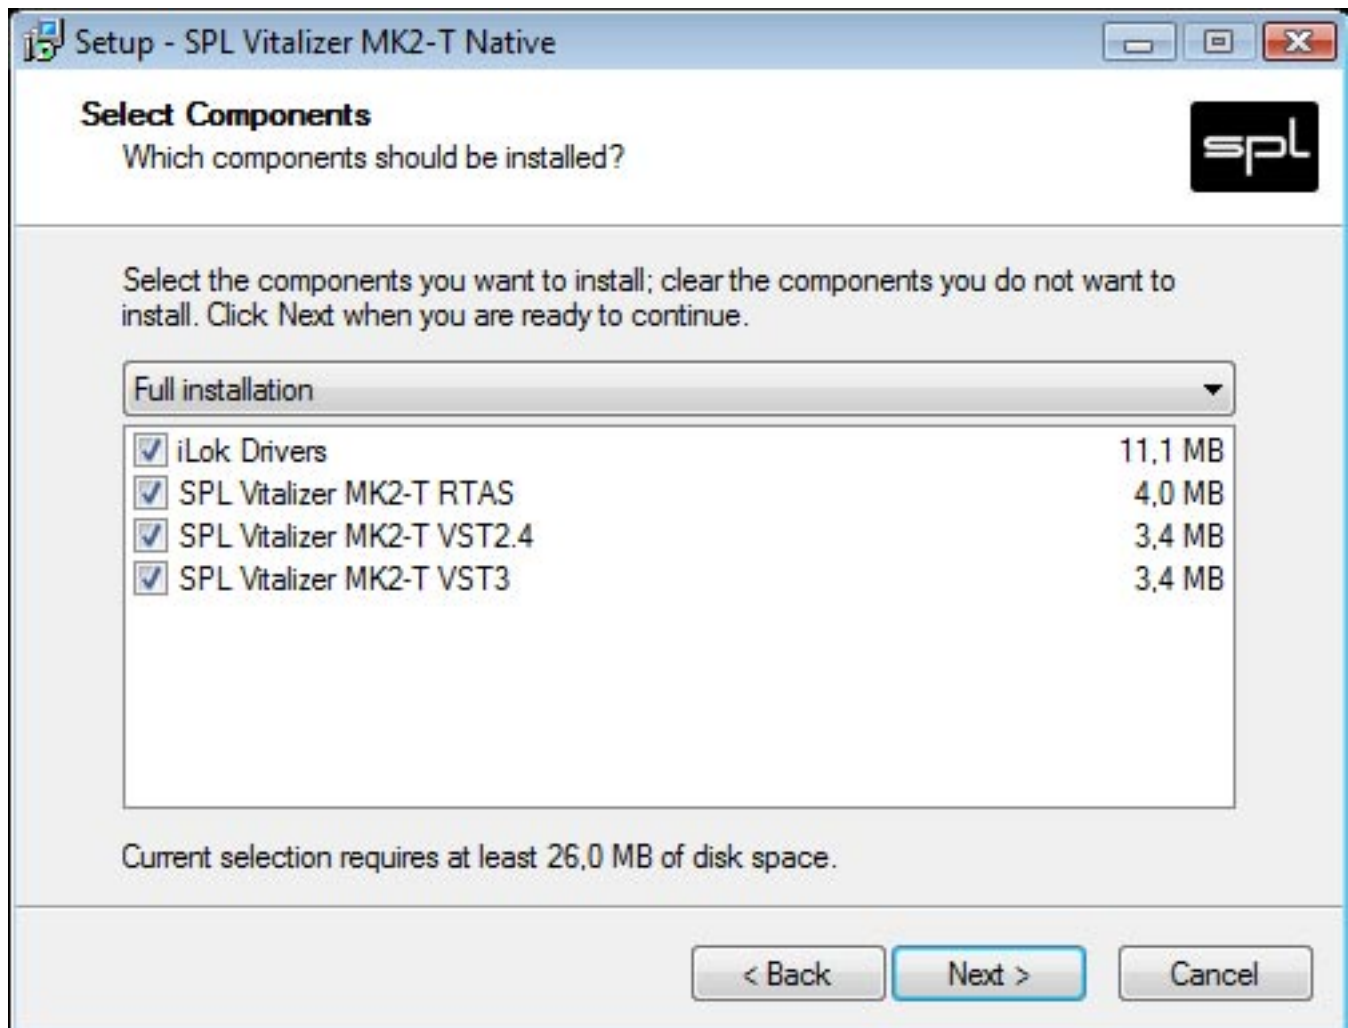 Setup - SPL Vitalizer MK2-T Native
Select Components
Which components should be installed?
spl
Select the components you want to install; clear the components you do not want to
install. Click Next when you are ready to continue.
Full installation
iLok Drivers 11,1 MB
SPL Vitalizer MK2-T RTAS 4,0 MB
SPL Vitalizer MK2-T VST2.4 3,4 MB
SPL Vitalizer MK2-T VST3 3,4 MB
Current selection requires at least 26,0 MB of disk space.
< Back Next > Cancel